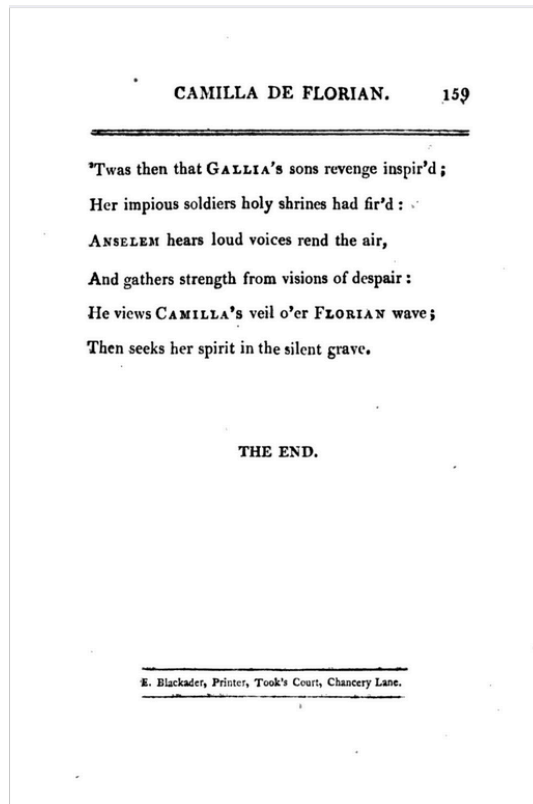 CAMILLA DE FLORIAN. 159
'Twas then that GALLIA's sons revenge inspir'd;
Her impious soldiers holy shrines had fir'd:
ANSELEM hears loud voices rend the air,
And gathers strength from visions of despair:
He views CAMILLA's veil o'er FLORIAN wave;
Then seeks her spirit in the silent grave.
THE END.
E. Blackader, Printer, Took's Court, Chancery Lane.